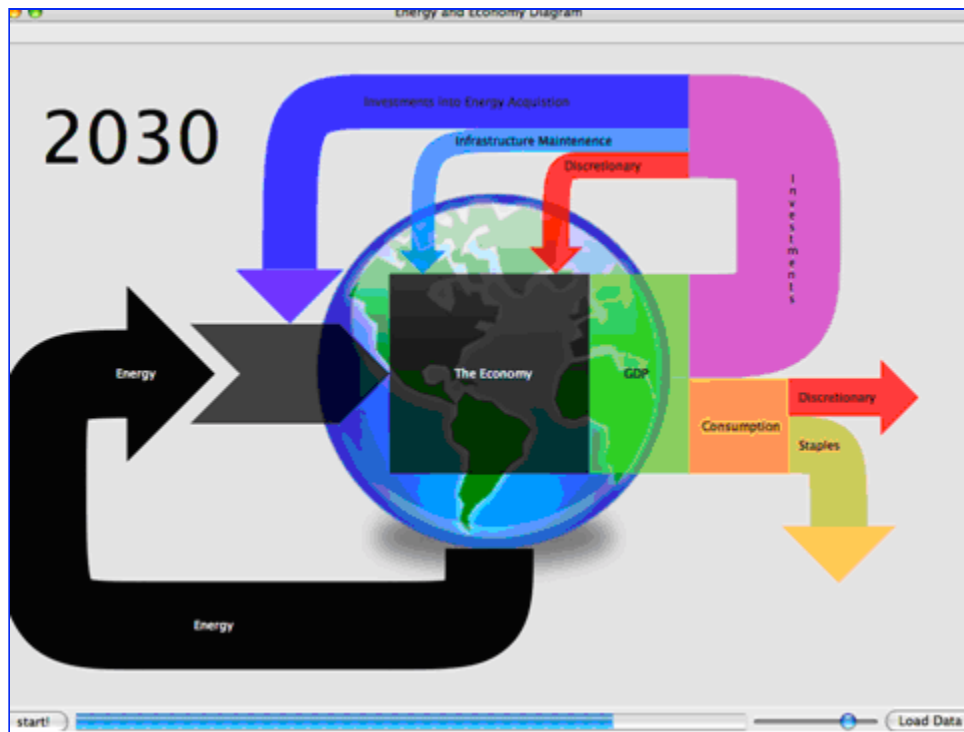 Energy and Economy Diagram
2030
Investments Into Energy Acquistion
Infrastructure Maintenence
Discretionary
Investments
Energy
The Economy
GDP
Discretionary
Consumption
Staples
Energy
start!
Load Data